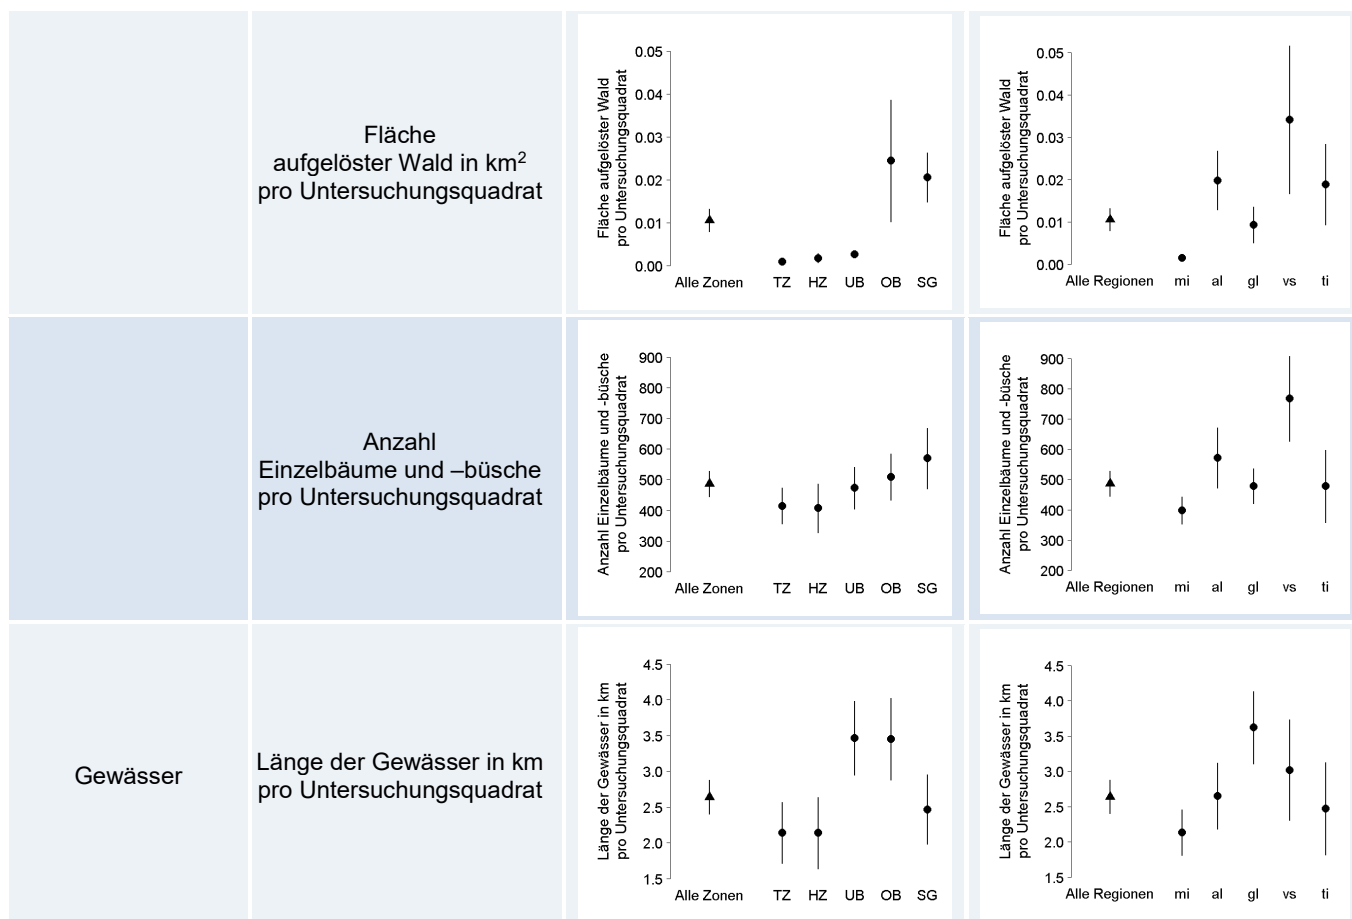 Fläche
aufgelöster Wald in km²
pro Untersuchungsquadrat
Fläche aufgelöster Wald
pro Untersuchungsquadrat
0.05
0.04
0.03
0.02
0.01
0.00
Alle Zonen TZ HZ UB OB SG
Fläche aufgelöster Wald
pro Untersuchungsquadrat
0.05
0.04
0.03
0.02
0.01
0.00
Alle Regionen mi al gl vs ti
Anzahl
Einzelbäume und –büsche
pro Untersuchungsquadrat
Anzahl Einzelbäume und -büsche
pro Untersuchungsquadrat
900
800
700
600
500
400
300
200
Alle Zonen TZ HZ UB OB SG
Anzahl Einzelbäume und -büsche
pro Untersuchungsquadrat
900
800
700
600
500
400
300
200
Alle Regionen mi al gl vs ti
Gewässer
Länge der Gewässer in km
pro Untersuchungsquadrat
Länge der Gewässer in km
pro Untersuchungsquadrat
4.5
4.0
3.5
3.0
2.5
2.0
1.5
Alle Zonen TZ HZ UB OB SG
Länge der Gewässer in km
pro Untersuchungsquadrat
4.5
4.0
3.5
3.0
2.5
2.0
1.5
Alle Regionen mi al gl vs ti